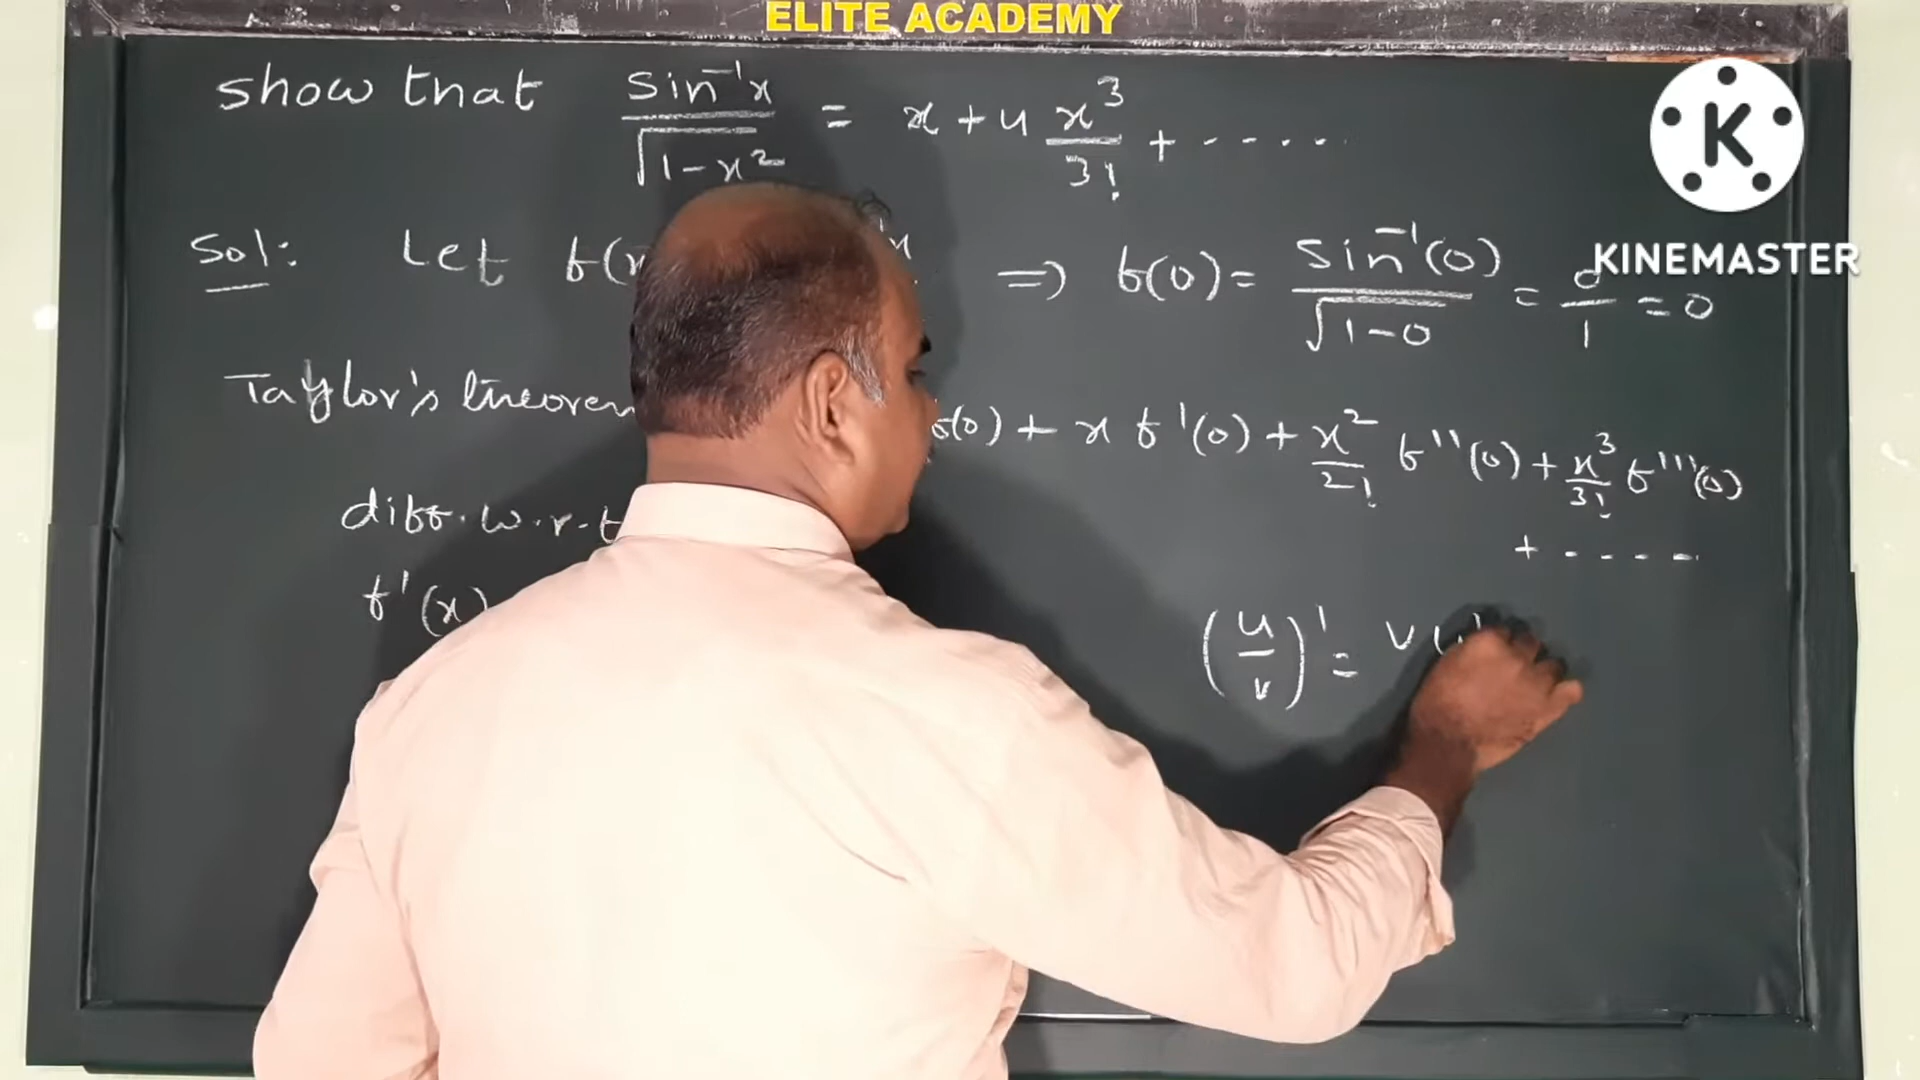 ELITE ACADEMY
show that sin⁻¹x / √1-x² = x + 4 x³/3! + - - - - .
K
KINEMASTER
Sol: Let f( x => f(0) = sin⁻¹(0) / √1-0 = 0/1 = 0
Taylor's theorem (0) + x f'(0) + x²/2! f''(0) + x³/3! f'''(0)
+ - - - - -
diff. w.r.t
f'(x)
(u/v)' = v